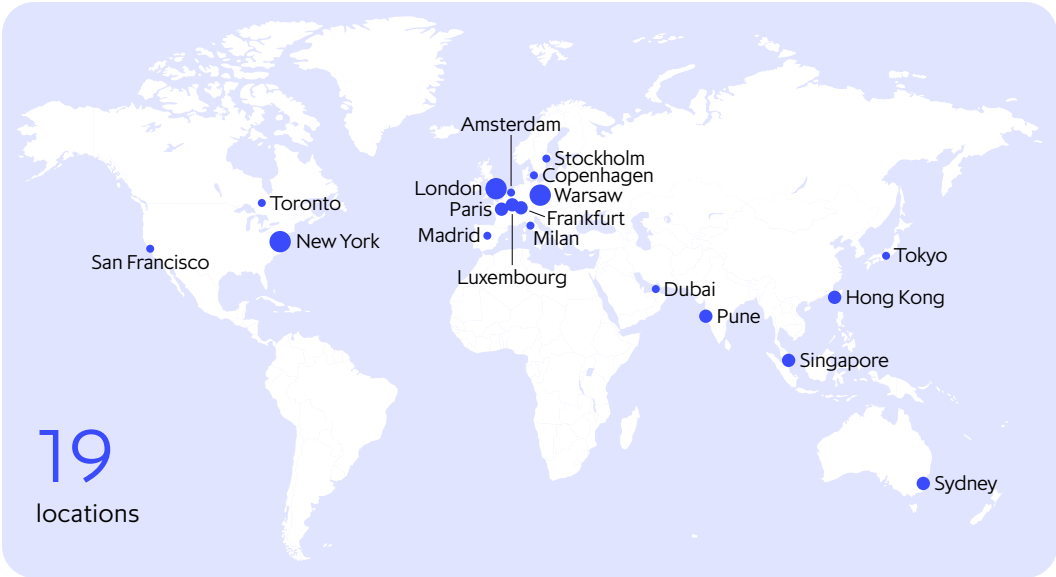 Amsterdam
Stockholm
Copenhagen
London
Warsaw
Toronto
Paris
Frankfurt
New York
Madrid
Milan
San Francisco
Luxembourg
Tokyo
Dubai
Hong Kong
Pune
Singapore
19
locations
Sydney